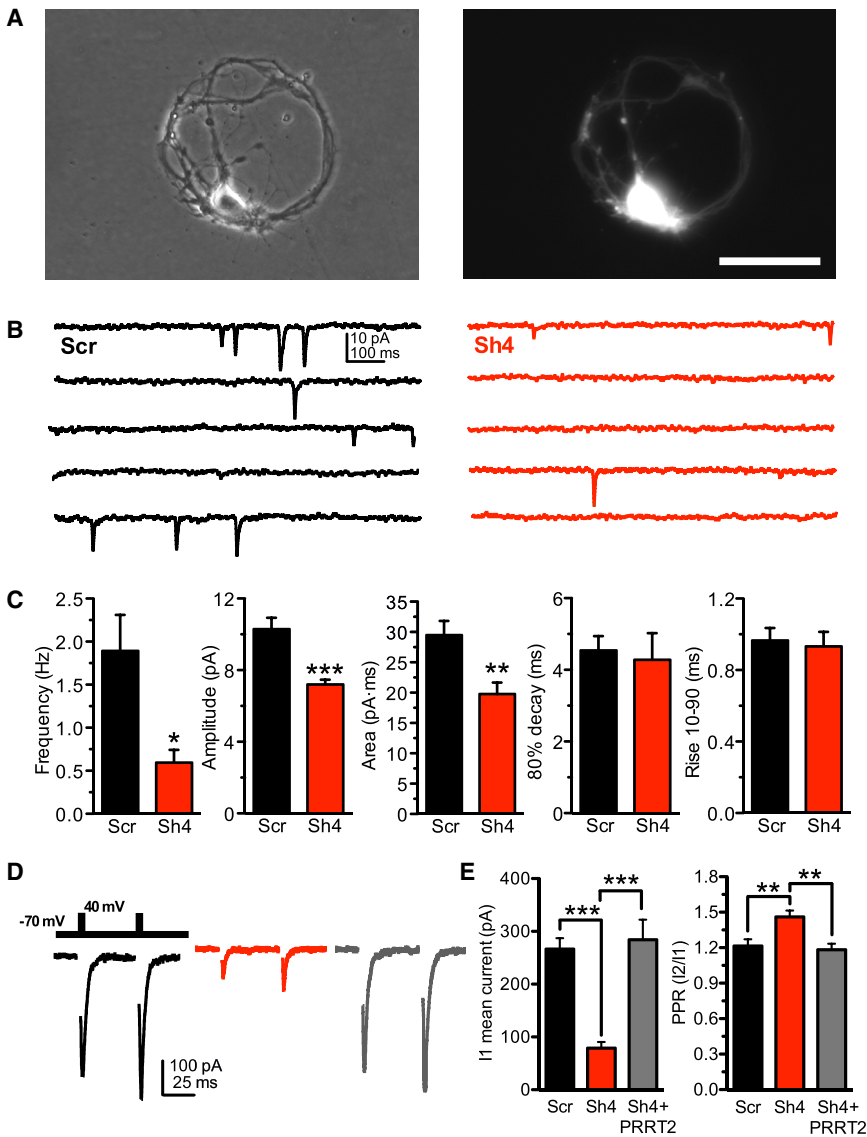 A
B
Scr
10 pA
100 ms
Sh4
C
Frequency (Hz)
2.5
2.0
1.5
1.0
0.5
0.0
*
Scr Sh4
Amplitude (pA)
12
8
4
0
***
Scr Sh4
Area (pA·ms)
35
30
25
20
15
10
5
0
**
Scr Sh4
80% decay (ms)
6
4
2
0
Scr Sh4
Rise 10-90 (ms)
1.2
0.8
0.4
0.0
Scr Sh4
D
40 mV
-70 mV
100 pA
25 ms
E
I1 mean current (pA)
400
300
200
100
0
***
***
Scr Sh4 Sh4+
PRRT2
PPR (I2/I1)
1.8
1.5
1.2
0.9
0.6
0.3
0.0
**
**
Scr Sh4 Sh4+
PRRT2